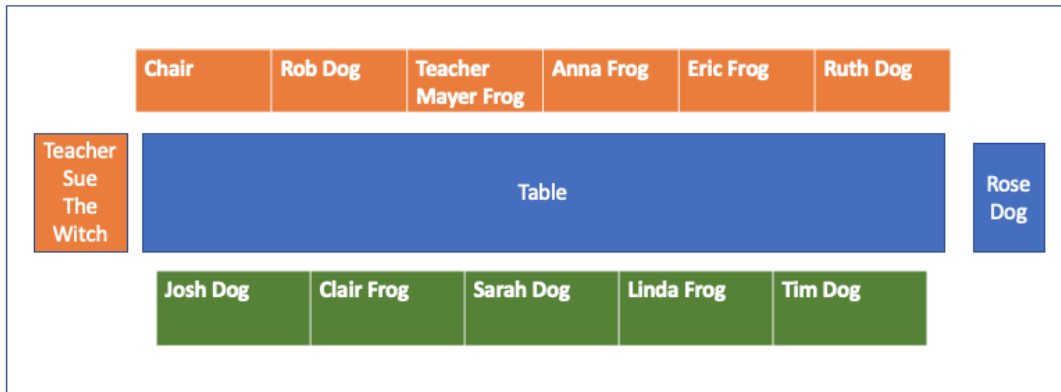 Chair
Rob Dog
Teacher
Mayer Frog
Anna Frog
Eric Frog
Ruth Dog
Teacher
Sue
The
Witch
Table
Rose
Dog
Josh Dog
Clair Frog
Sarah Dog
Linda Frog
Tim Dog